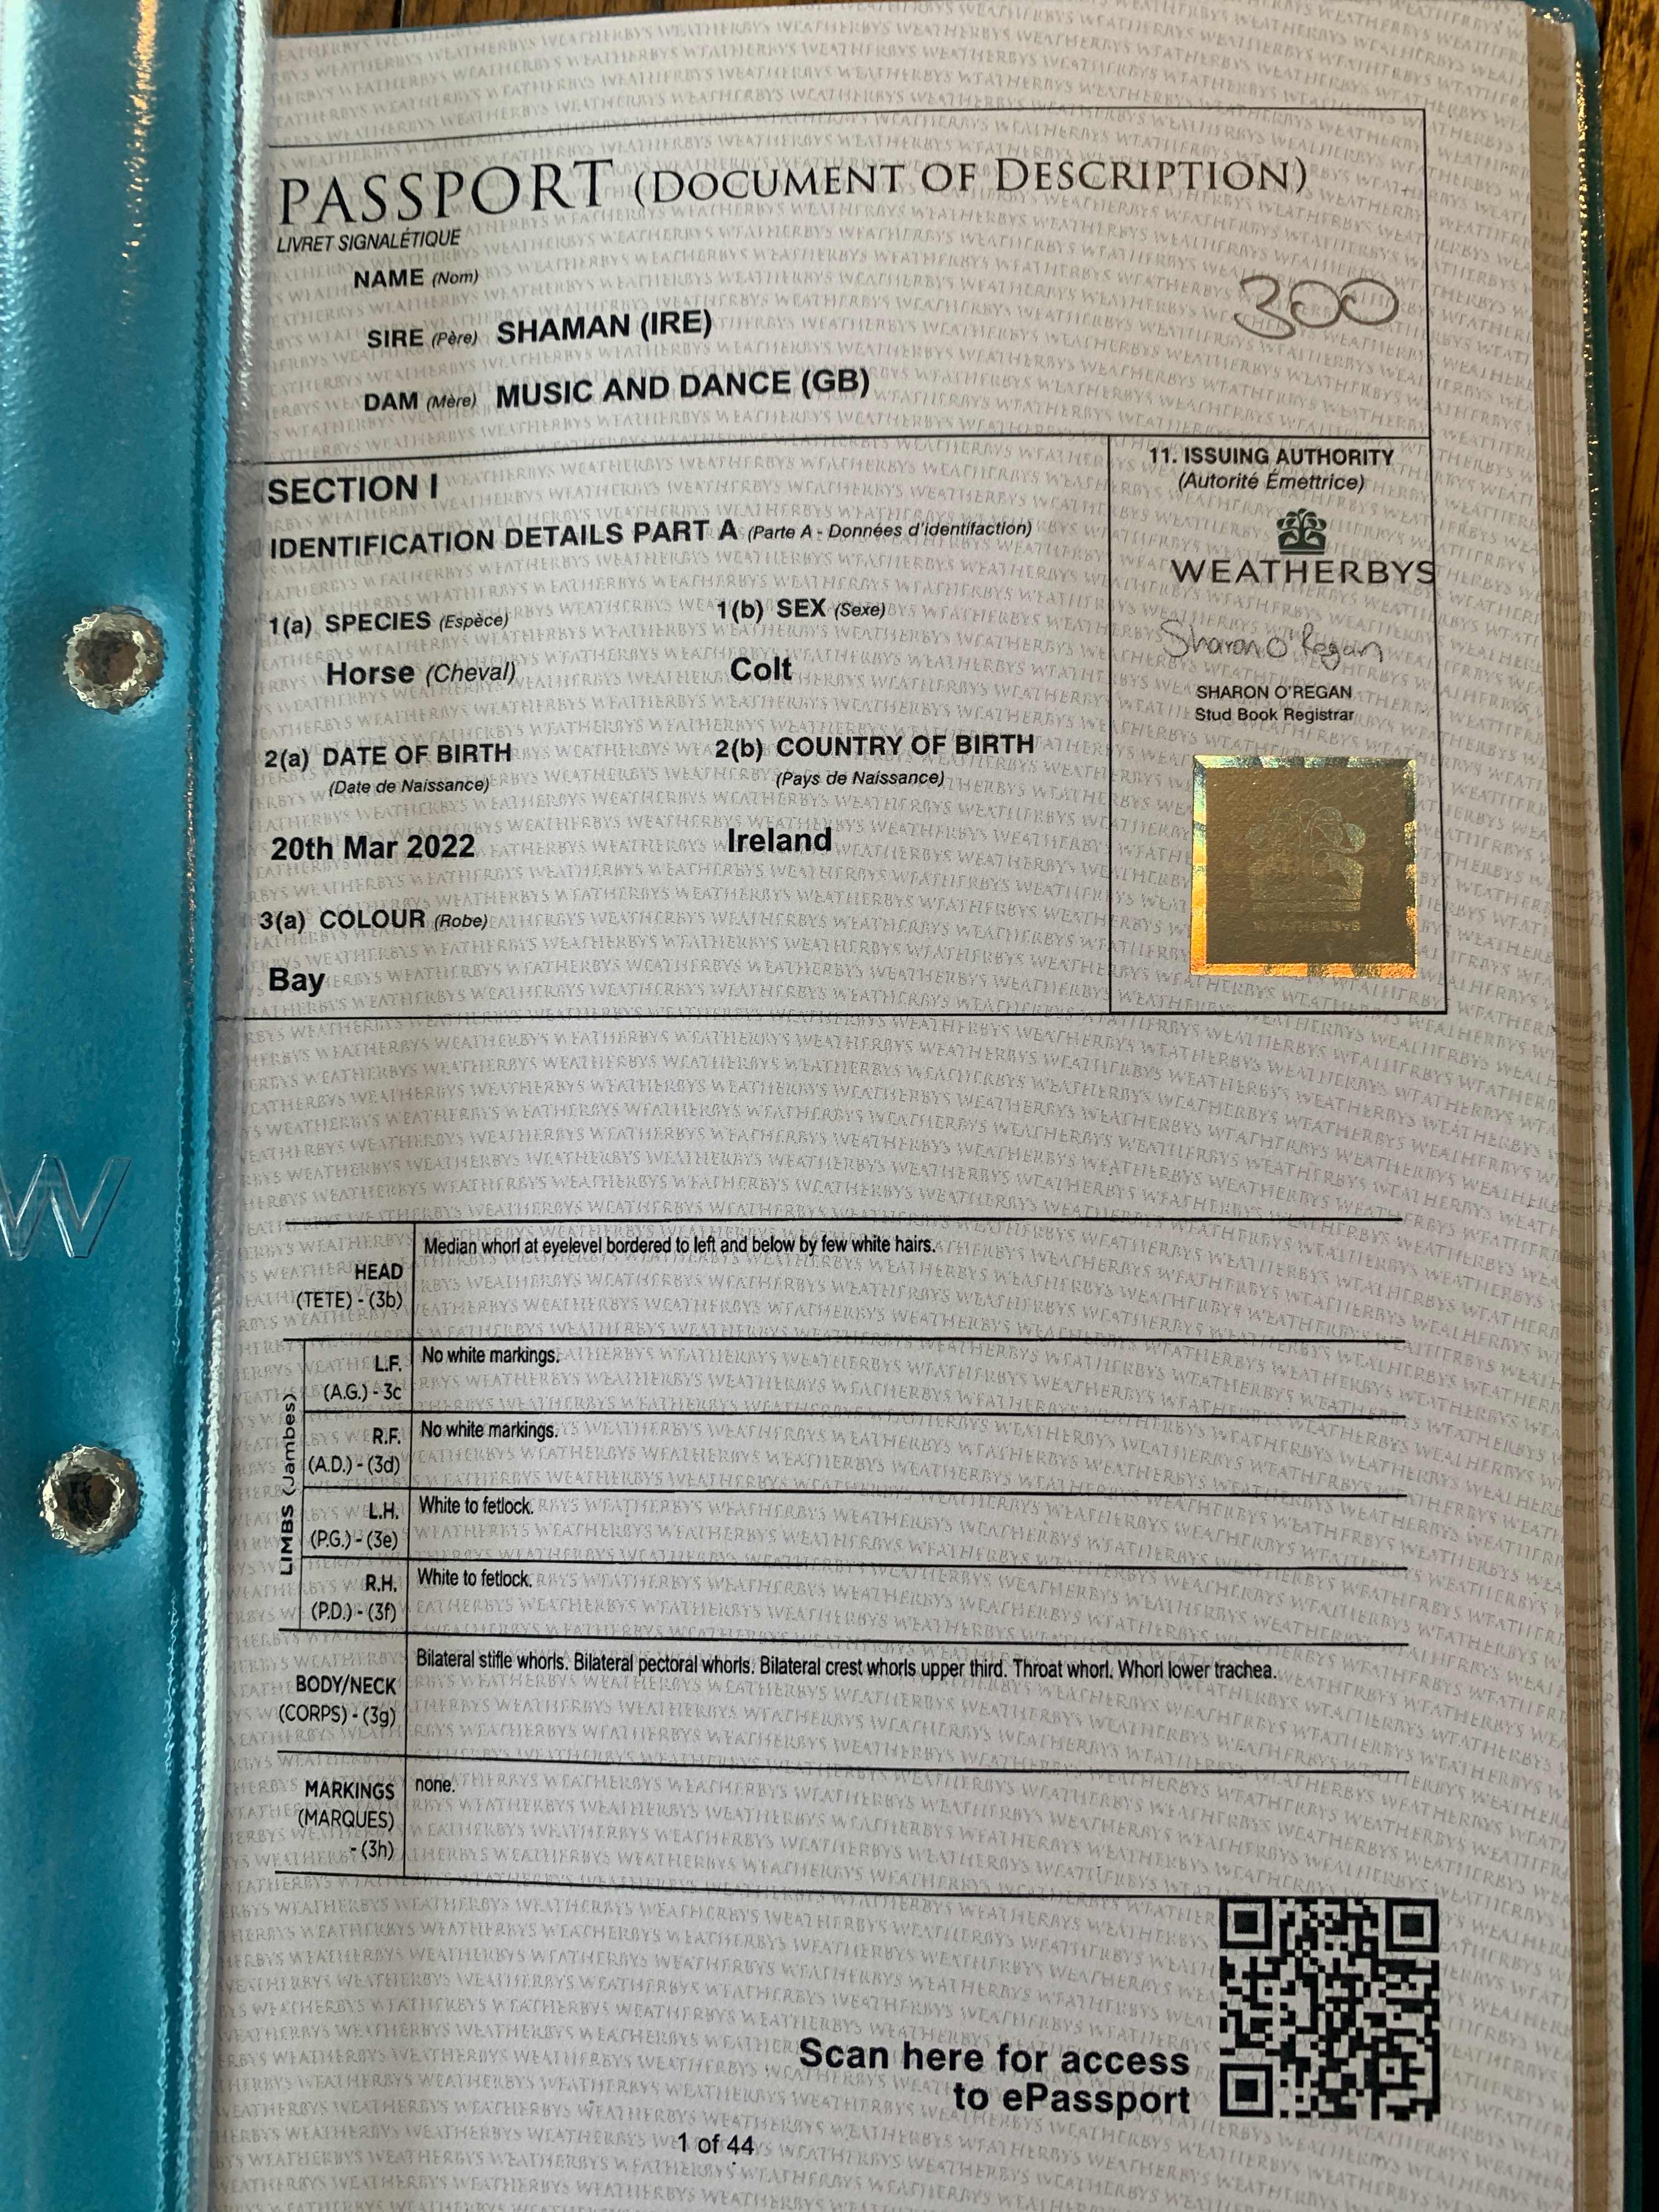 PASSPORT (DOCUMENT OF DESCRIPTION)
LIVRET SIGNALÉTIQUE
NAME (Nom)
300
SIRE (Père) SHAMAN (IRE)
DAM (Mère) MUSIC AND DANCE (GB)
SECTION I
IDENTIFICATION DETAILS PART A (Parte A - Données d'identifaction)
1(a) SPECIES (Espèce) 1(b) SEX (Sexe)
Horse (Cheval) Colt
2(a) DATE OF BIRTH 2(b) COUNTRY OF BIRTH
(Date de Naissance) (Pays de Naissance)
20th Mar 2022 Ireland
3(a) COLOUR (Robe)
Bay
11. ISSUING AUTHORITY
(Autorité Émettrice)
WEATHERBYS
Sharon O'Regan
SHARON O'REGAN
Stud Book Registrar
WEATHERBYS
W
HEAD
(TETE) - (3b)
Median whorl at eyelevel bordered to left and below by few white hairs.
LIMBS (Jambes)
L.F. No white markings.
(A.G.) - 3c
R.F. No white markings.
(A.D.) - (3d)
L.H. White to fetlock.
(P.G.) - (3e)
R.H. White to fetlock.
(P.D.) - (3f)
BODY/NECK
(CORPS) - (3g)
Bilateral stifle whorls. Bilateral pectoral whorls. Bilateral crest whorls upper third. Throat whorl. Whorl lower trachea.
MARKINGS none.
(MARQUES)
- (3h)
Scan here for access
to ePassport
1 of 44